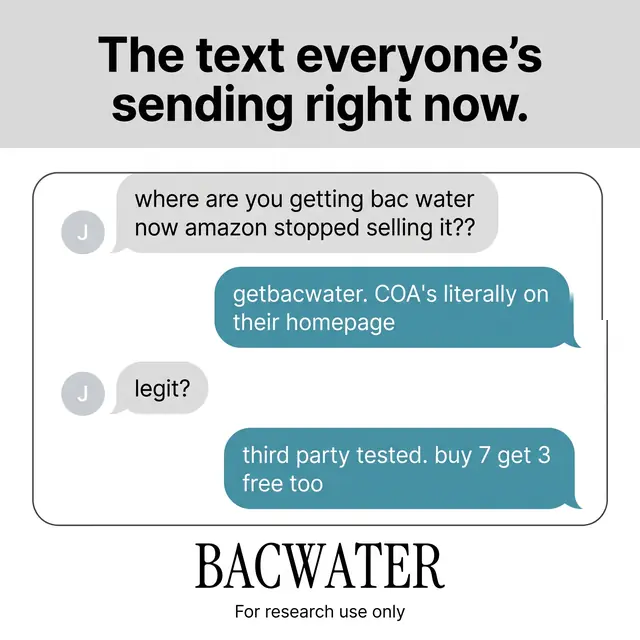 The text everyone’s
sending right now.
where are you getting bac water
now amazon stopped selling it??
J
getbacwater. COA's literally on
their homepage
legit?
J
third party tested. buy 7 get 3
free too
BACWATER
For research use only